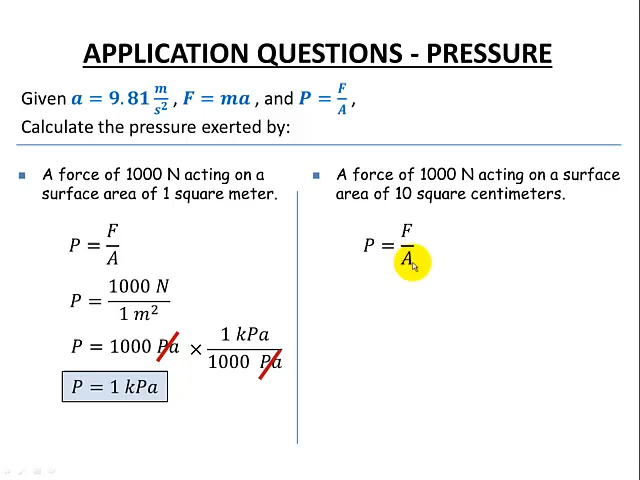 APPLICATION QUESTIONS - PRESSURE
Given a = 9.81 m/s², F = ma, and P = F/A,
Calculate the pressure exerted by:
A force of 1000 N acting on a
surface area of 1 square meter.
P = F/A
P = 1000 N / 1 m²
P = 1000 Pa × 1 kPa / 1000 Pa
P = 1 kPa
A force of 1000 N acting on a surface
area of 10 square centimeters.
P = F/A